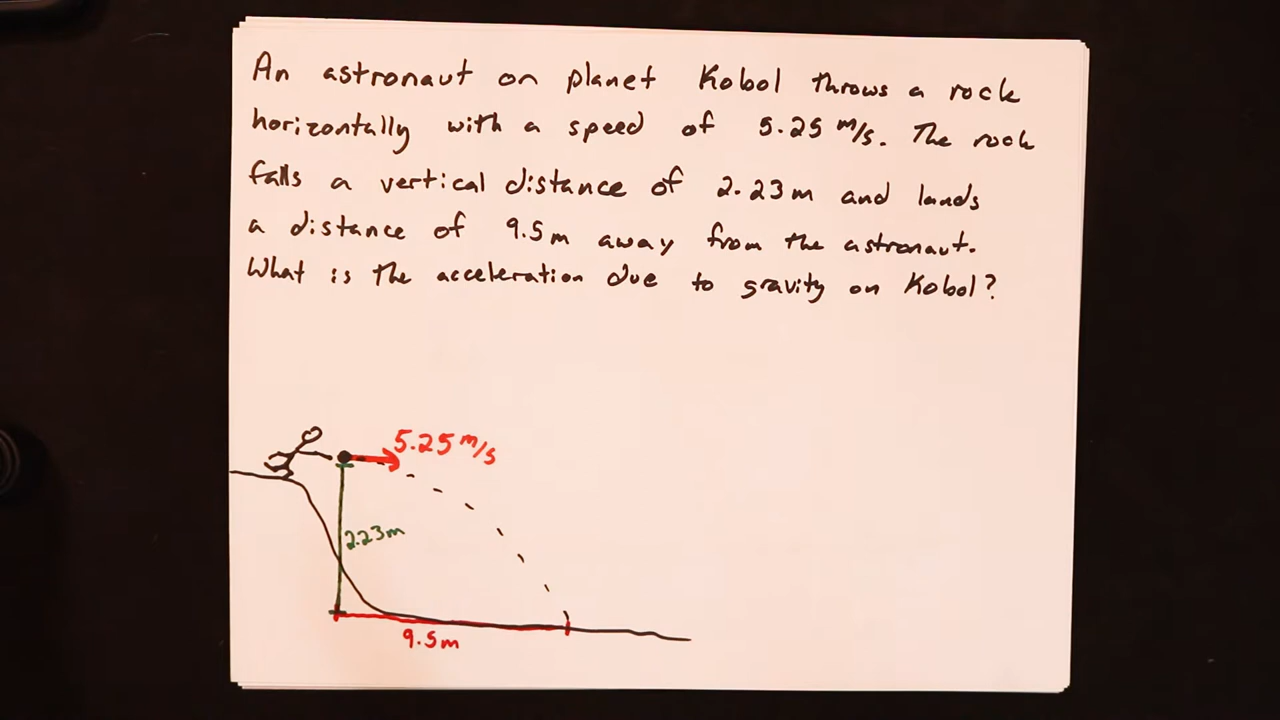 An astronaut on planet Kobol throws a rock
horizontally with a speed of 5.25 m/s. The rock
falls a vertical distance of 2.23m and lands
a distance of 9.5m away from the astronaut.
What is the acceleration due to gravity on Kobol?
5.25 m/s
2.23m
9.5m